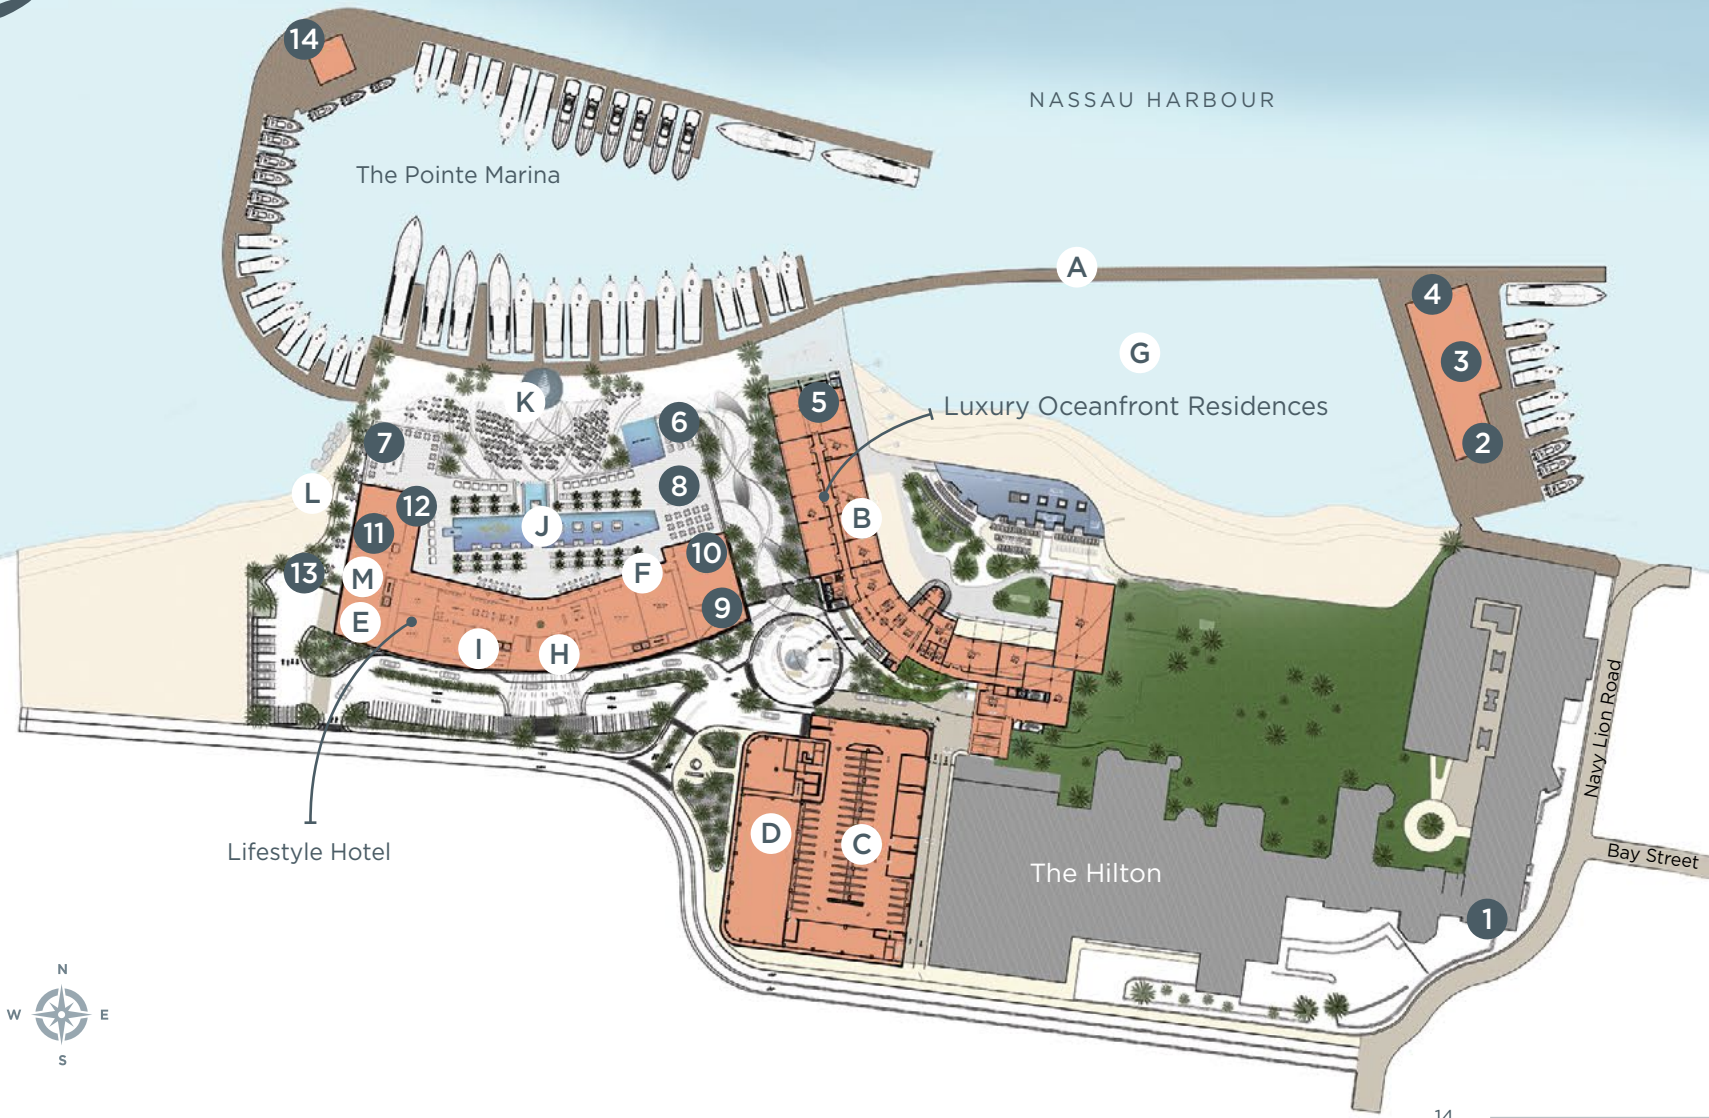 14
NASSAU HARBOUR
The Pointe Marina
A
4
G
3
K
5
Luxury Oceanfront Residences
6
7
2
8
L
12
J
B
11
10
13
M
F
9
E
I
H
Navy Lion Road
D
C
Lifestyle Hotel
Bay Street
The Hilton
1
N
W
E
S
14